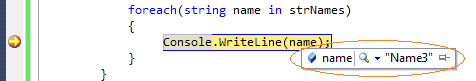 foreach(string name in strNames)
{
Console.WriteLine(name);
name "Name3"
}
}